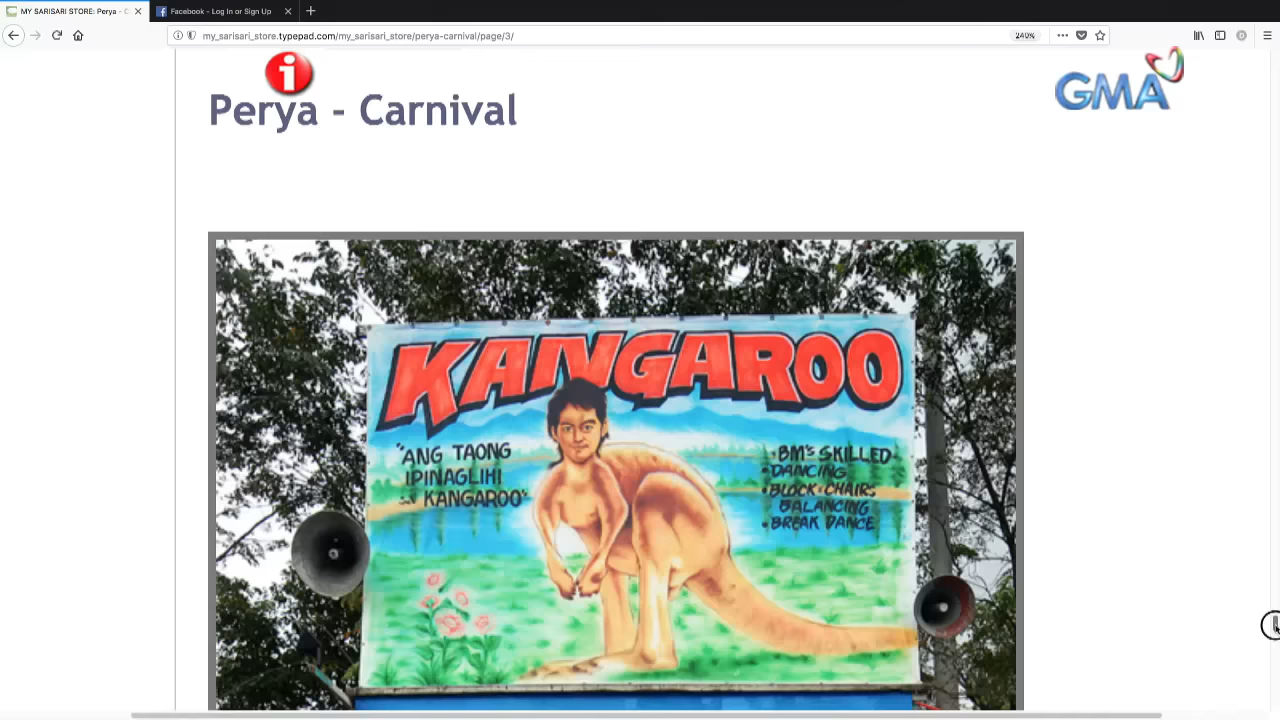 MY SARISARI STORE: Perya - C
Facebook - Log In or Sign Up
my_sarisari_store.typepad.com/my_sarisari_store/perya-carnival/page/3/
240%
i
GMA
Perya - Carnival
KANGAROO
"ANG TAONG
IPINAGLIHI
SA KANGAROO"
BM'S SKILLED
• DANCING
• BLOCK CHAIRS
BALANCING
• BREAK DANCE